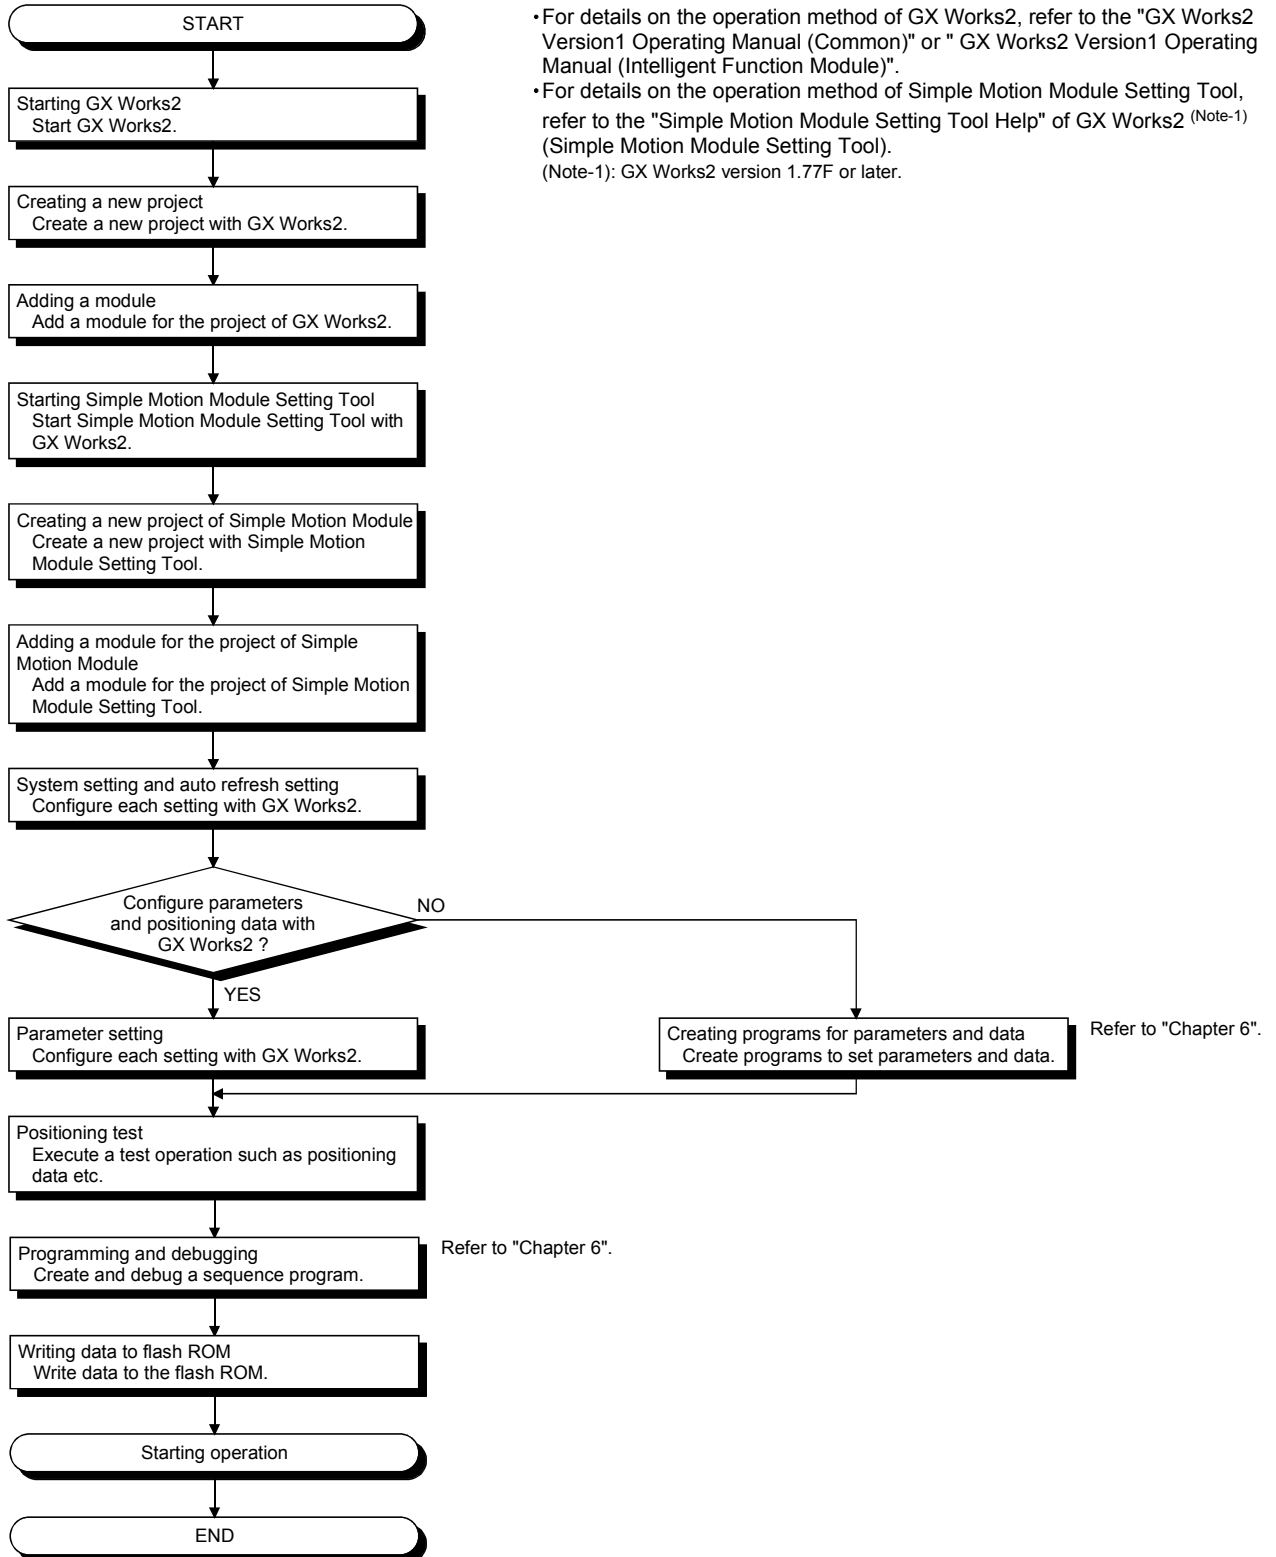 START
・For details on the operation method of GX Works2, refer to the "GX Works2
Version1 Operating Manual (Common)" or " GX Works2 Version1 Operating
Manual (Intelligent Function Module)".
・For details on the operation method of Simple Motion Module Setting Tool,
refer to the "Simple Motion Module Setting Tool Help" of GX Works2 (Note-1)
(Simple Motion Module Setting Tool).
(Note-1): GX Works2 version 1.77F or later.
Starting GX Works2
Start GX Works2.
Creating a new project
Create a new project with GX Works2.
Adding a module
Add a module for the project of GX Works2.
Starting Simple Motion Module Setting Tool
Start Simple Motion Module Setting Tool with
GX Works2.
Creating a new project of Simple Motion Module
Create a new project with Simple Motion
Module Setting Tool.
Adding a module for the project of Simple
Motion Module
Add a module for the project of Simple Motion
Module Setting Tool.
System setting and auto refresh setting
Configure each setting with GX Works2.
Configure parameters
and positioning data with
GX Works2 ?
NO
YES
Parameter setting
Configure each setting with GX Works2.
Creating programs for parameters and data
Create programs to set parameters and data.
Refer to "Chapter 6".
Positioning test
Execute a test operation such as positioning
data etc.
Programming and debugging
Create and debug a sequence program.
Refer to "Chapter 6".
Writing data to flash ROM
Write data to the flash ROM.
Starting operation
END